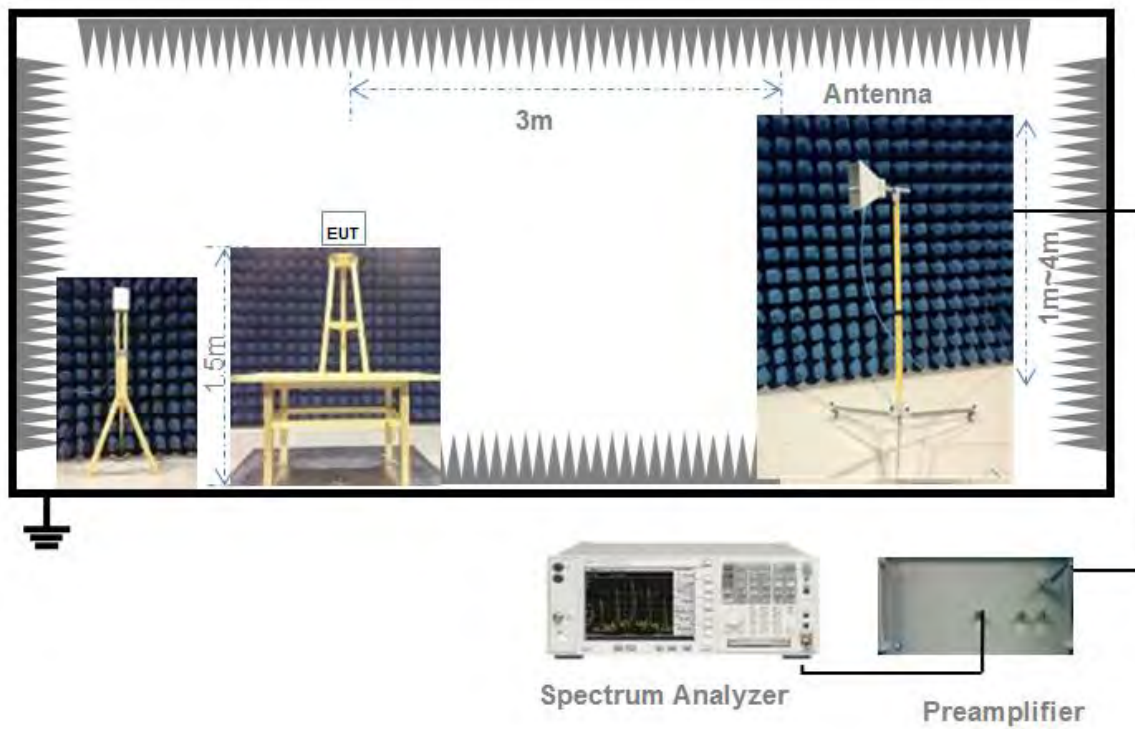 Antenna
3m
EUT
1.5m
1m~4m
Spectrum Analyzer
Preamplifier